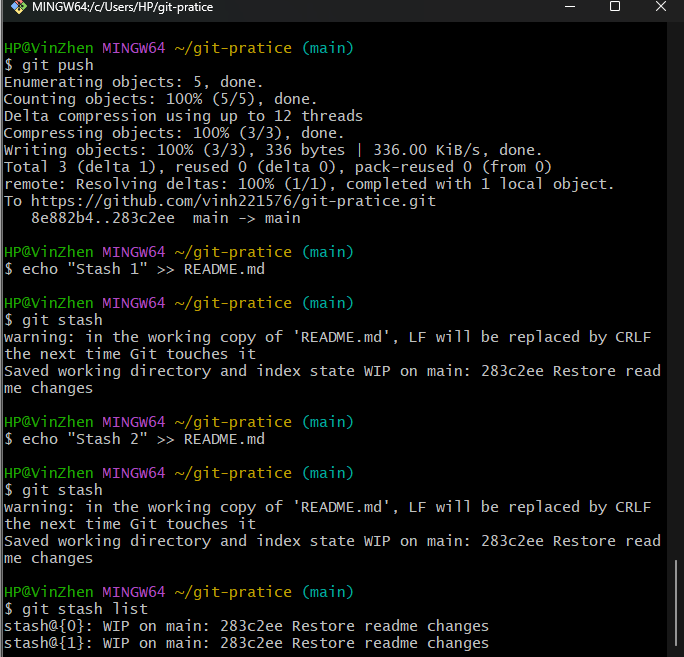 MINGW64:/c/Users/HP/git-pratice
HP@VinZhen MINGW64 ~/git-pratice (main)
$ git push
Enumerating objects: 5, done.
Counting objects: 100% (5/5), done.
Delta compression using up to 12 threads
Compressing objects: 100% (3/3), done.
Writing objects: 100% (3/3), 336 bytes | 336.00 KiB/s, done.
Total 3 (delta 1), reused 0 (delta 0), pack-reused 0 (from 0)
remote: Resolving deltas: 100% (1/1), completed with 1 local object.
To https://github.com/vinh221576/git-pratice.git
   8e882b4..283c2ee  main -> main
HP@VinZhen MINGW64 ~/git-pratice (main)
$ echo "Stash 1" >> README.md
HP@VinZhen MINGW64 ~/git-pratice (main)
$ git stash
warning: in the working copy of 'README.md', LF will be replaced by CRLF
the next time Git touches it
Saved working directory and index state WIP on main: 283c2ee Restore read
me changes
HP@VinZhen MINGW64 ~/git-pratice (main)
$ echo "Stash 2" >> README.md
HP@VinZhen MINGW64 ~/git-pratice (main)
$ git stash
warning: in the working copy of 'README.md', LF will be replaced by CRLF
the next time Git touches it
Saved working directory and index state WIP on main: 283c2ee Restore read
me changes
HP@VinZhen MINGW64 ~/git-pratice (main)
$ git stash list
stash@{0}: WIP on main: 283c2ee Restore readme changes
stash@{1}: WIP on main: 283c2ee Restore readme changes